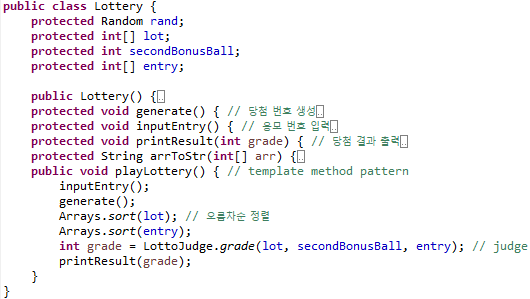 public class Lottery {
    protected Random rand;
    protected int[] lot;
    protected int secondBonusBall;
    protected int[] entry;

    public Lottery() {..
    protected void generate() { // 당첨 번호 생성..
    protected void inputEntry() { // 응모 번호 입력..
    protected void printResult(int grade) { // 당첨 결과 출력..
    protected String arrToStr(int[] arr) {..
    public void playLottery() { // template method pattern
        inputEntry();
        generate();
        Arrays.sort(lot); // 오름차순 정렬
        Arrays.sort(entry);
        int grade = LottoJudge.grade(lot, secondBonusBall, entry); // judge
        printResult(grade);
    }
}